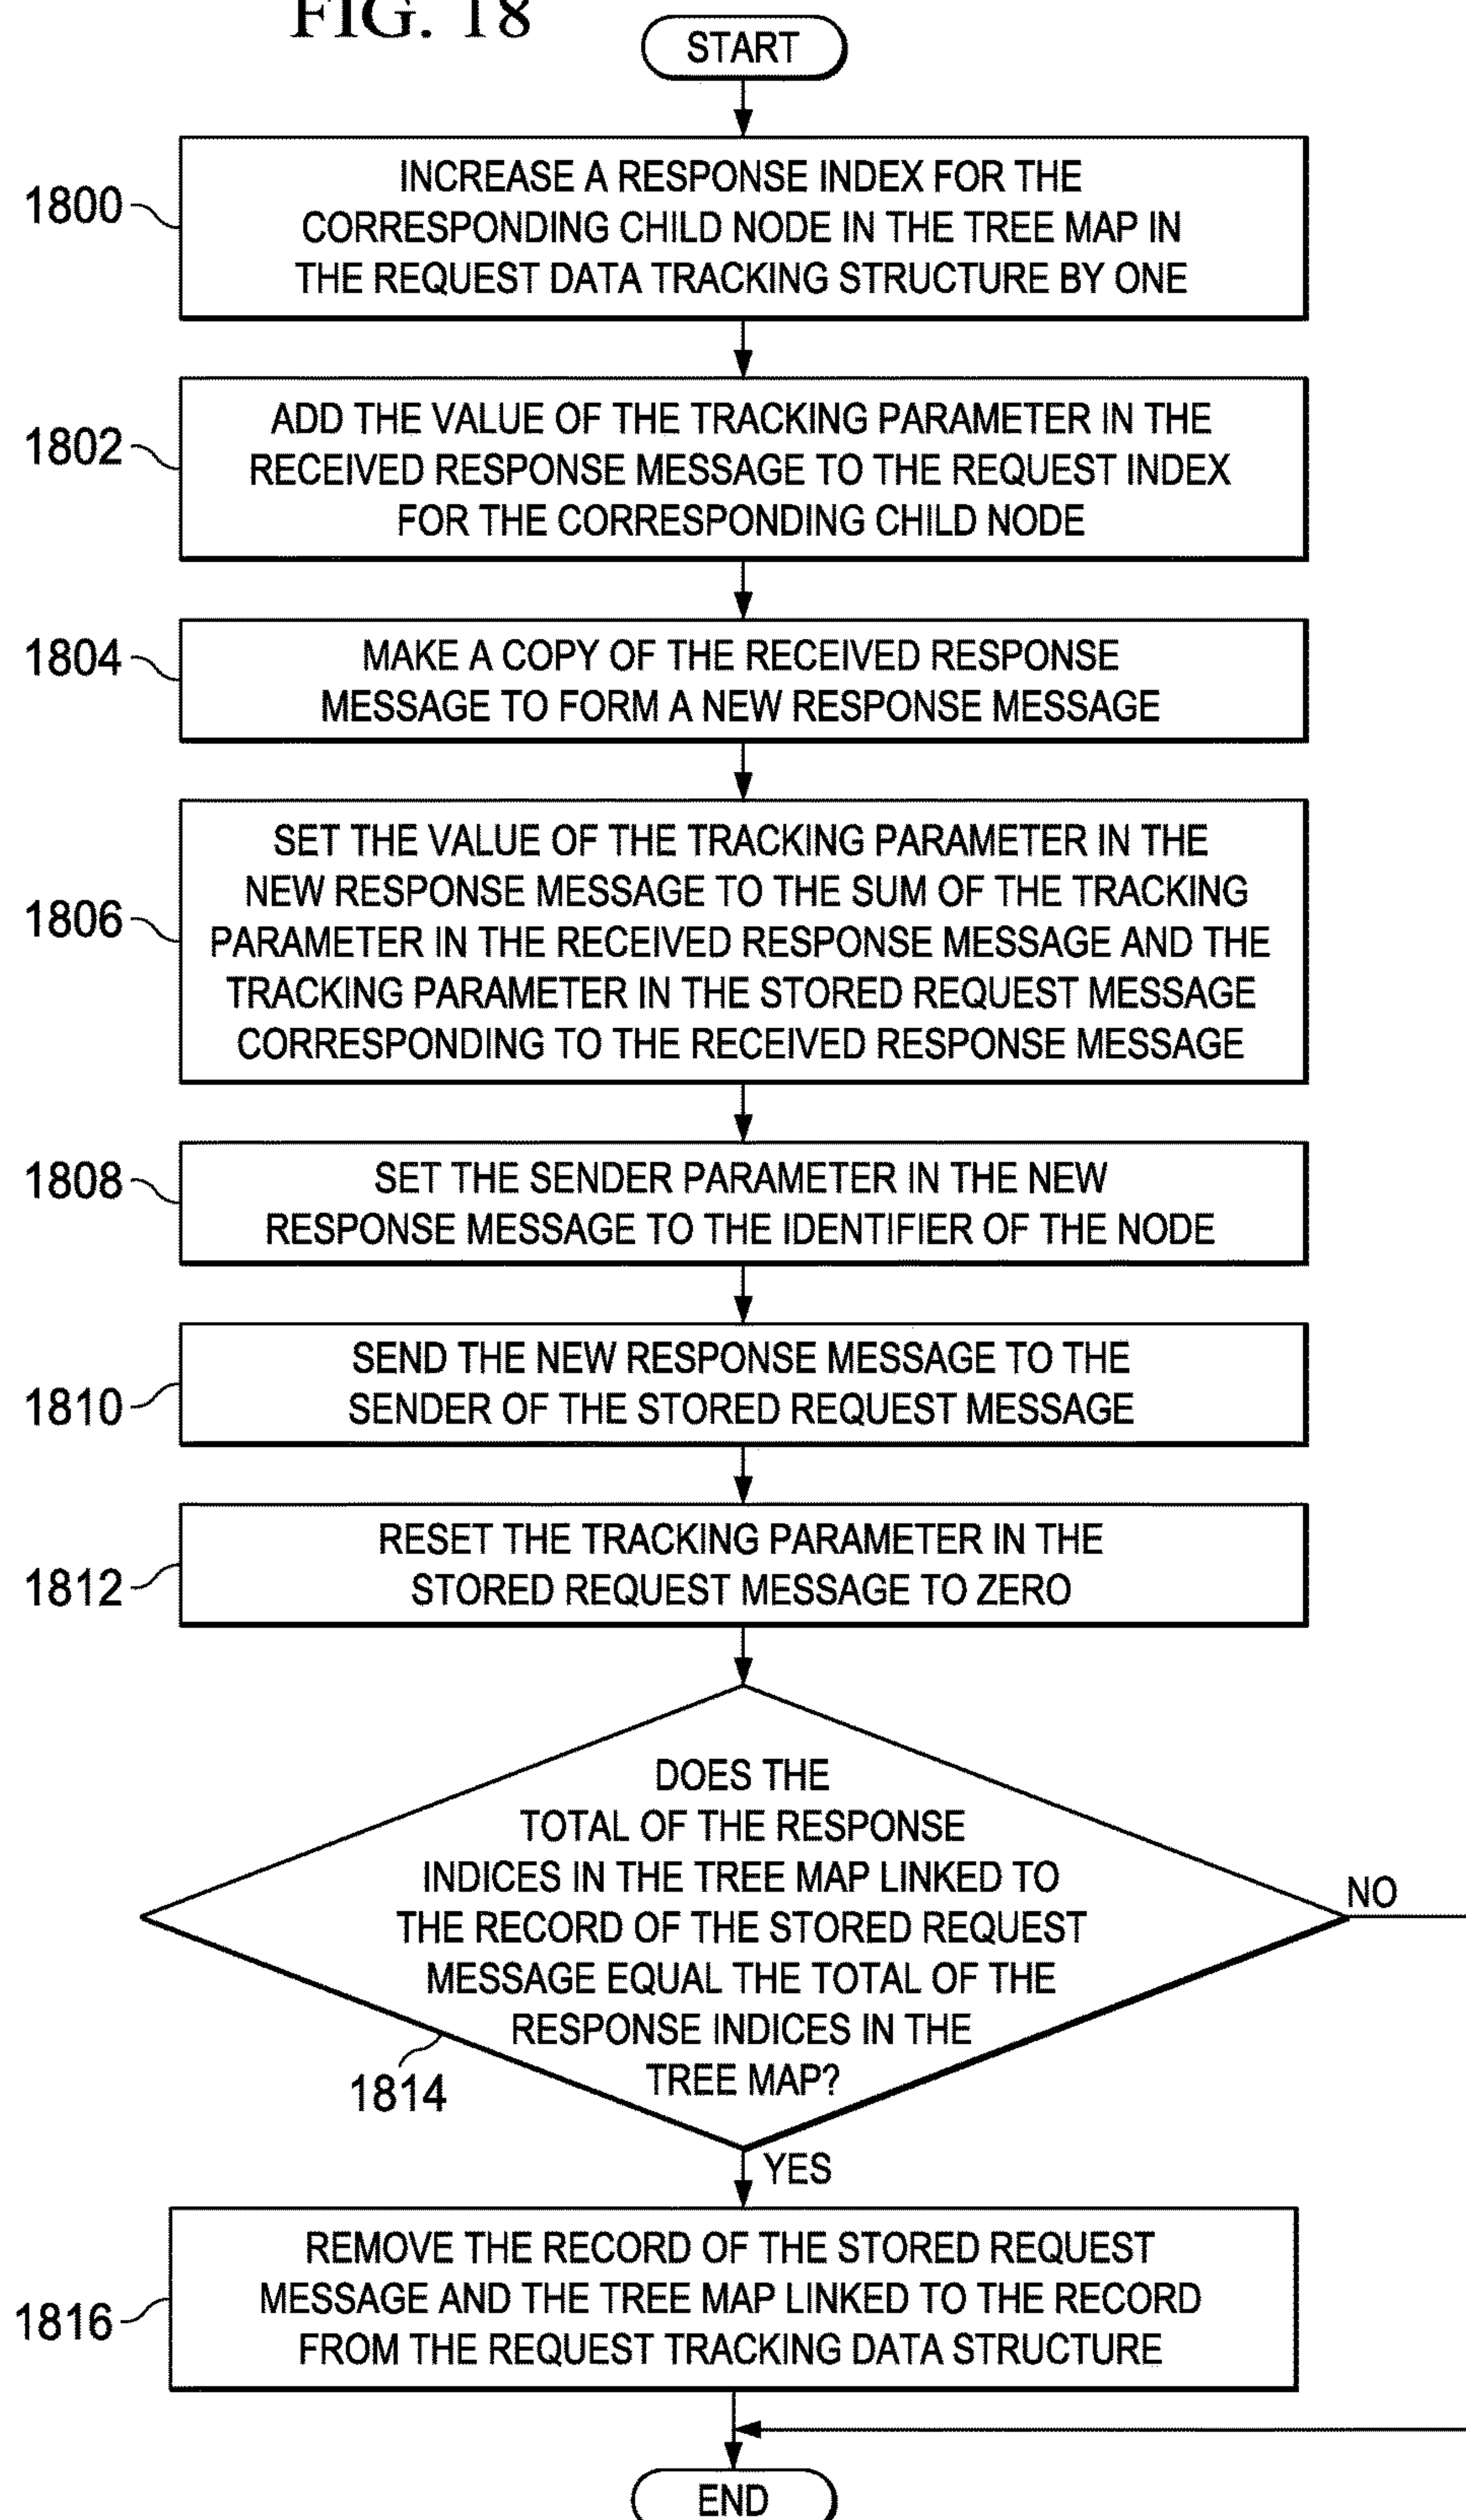 FIG. 18
START
1800
INCREASE A RESPONSE INDEX FOR THE
CORRESPONDING CHILD NODE IN THE TREE MAP IN
THE REQUEST DATA TRACKING STRUCTURE BY ONE
1802
ADD THE VALUE OF THE TRACKING PARAMETER IN THE
RECEIVED RESPONSE MESSAGE TO THE REQUEST INDEX
FOR THE CORRESPONDING CHILD NODE
1804
MAKE A COPY OF THE RECEIVED RESPONSE
MESSAGE TO FORM A NEW RESPONSE MESSAGE
1806
SET THE VALUE OF THE TRACKING PARAMETER IN THE
NEW RESPONSE MESSAGE TO THE SUM OF THE TRACKING
PARAMETER IN THE RECEIVED RESPONSE MESSAGE AND THE
TRACKING PARAMETER IN THE STORED REQUEST MESSAGE
CORRESPONDING TO THE RECEIVED RESPONSE MESSAGE
1808
SET THE SENDER PARAMETER IN THE NEW
RESPONSE MESSAGE TO THE IDENTIFIER OF THE NODE
1810
SEND THE NEW RESPONSE MESSAGE TO THE
SENDER OF THE STORED REQUEST MESSAGE
1812
RESET THE TRACKING PARAMETER IN THE
STORED REQUEST MESSAGE TO ZERO
DOES THE
TOTAL OF THE RESPONSE
INDICES IN THE TREE MAP LINKED TO
THE RECORD OF THE STORED REQUEST
MESSAGE EQUAL THE TOTAL OF THE
RESPONSE INDICES IN THE
TREE MAP?
NO
1814
YES
1816
REMOVE THE RECORD OF THE STORED REQUEST
MESSAGE AND THE TREE MAP LINKED TO THE RECORD
FROM THE REQUEST TRACKING DATA STRUCTURE
END